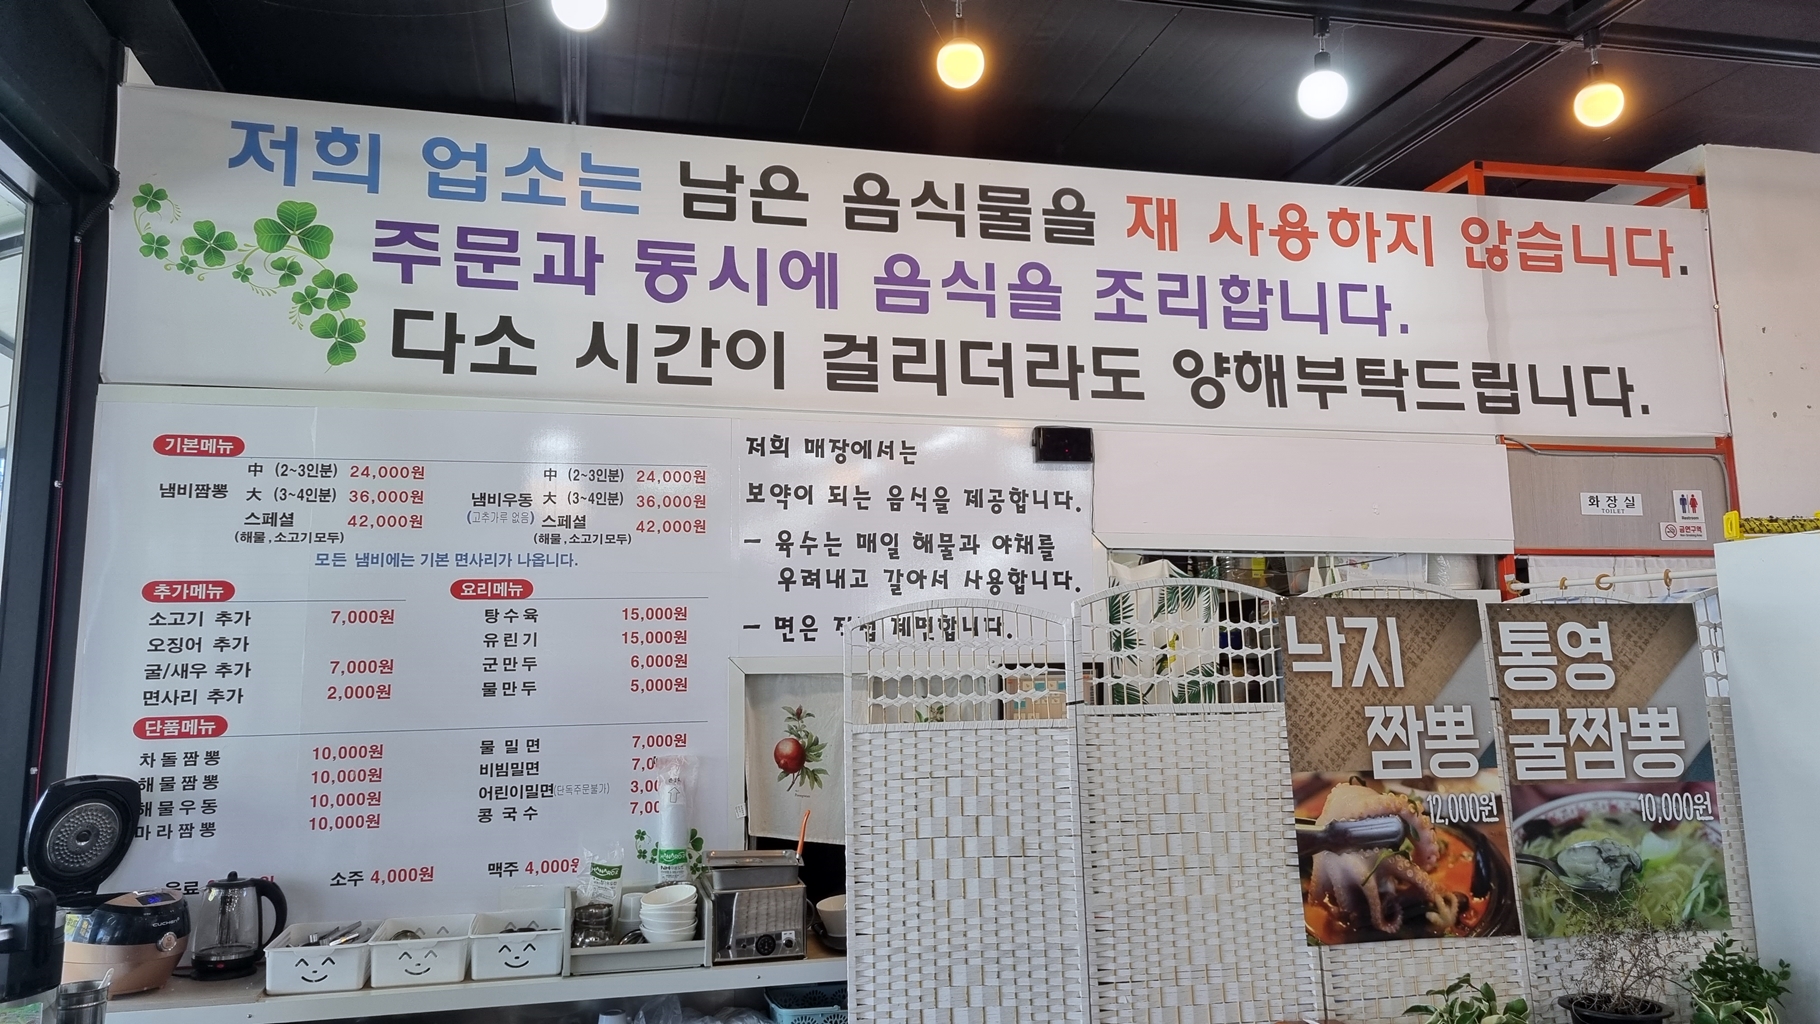 저희 업소는 남은 음식물을 재 사용하지 않습니다.
주문과 동시에 음식을 조리합니다.
다소 시간이 걸리더라도 양해부탁드립니다.
기본메뉴
냄비짬뽕
中 (2~3인분) 24,000원
大 (3~4인분) 36,000원
스페셜 42,000원
(해물,소고기모두)
냄비우동
(고추가루 없음)
中 (2~3인분) 24,000원
大 (3~4인분) 36,000원
스페셜 42,000원
(해물,소고기모두)
모든 냄비에는 기본 면사리가 나옵니다.
추가메뉴
소고기 추가 7,000원
오징어 추가
굴/새우 추가 7,000원
면사리 추가 2,000원
요리메뉴
탕수육 15,000원
유린기 15,000원
군만두 6,000원
물만두 5,000원
단품메뉴
차돌짬뽕 10,000원
해물짬뽕 10,000원
해물우동 10,000원
마라짬뽕 10,000원
물밀면 7,000원
비빔밀면
어린이밀면(단독주문불가)
콩국수
음료
소주 4,000원
맥주 4,000원
저희 매장에서는
보약이 되는 음식을 제공합니다.
- 육수는 매일 해물과 야채를
우려내고 갈아서 사용합니다.
- 면은 직접 제면합니다.
화장실
TOILET
Restroom
금연구역
낙지
짬뽕
12,000원
통영
굴짬뽕
10,000원
CUCKOO